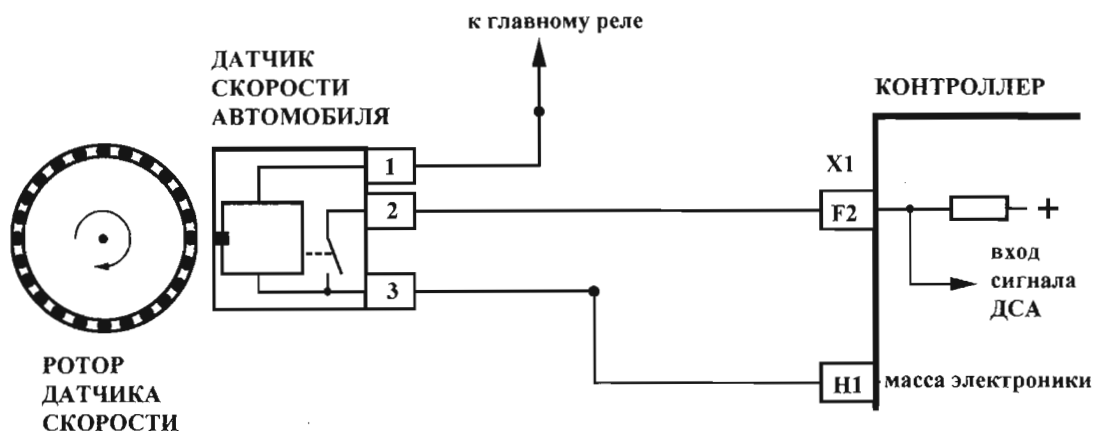 к главному реле
ДАТЧИК
СКОРОСТИ
АВТОМОБИЛЯ
КОНТРОЛЛЕР
1
X1
2
F2
+
вход
сигнала
ДСА
3
РОТОР
ДАТЧИКА
СКОРОСТИ
H1
масса электроники